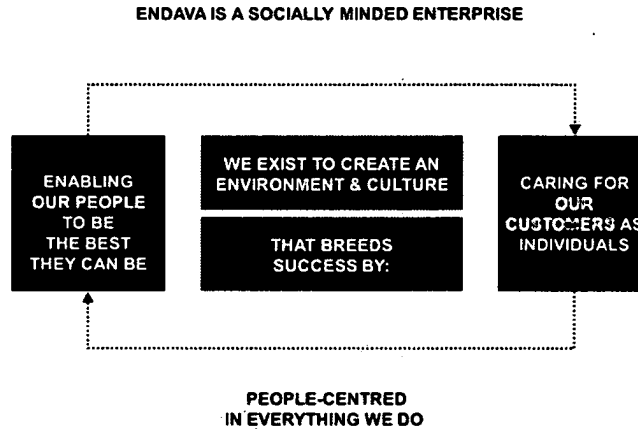 ENDAVA IS A SOCIALLY MINDED ENTERPRISE
ENABLING
OUR PEOPLE
TO BE
THE BEST
THEY CAN BE
WE EXIST TO CREATE AN
ENVIRONMENT & CULTURE
THAT BREEDS
SUCCESS BY:
CARING FOR
OUR
CUSTOMERS AS
INDIVIDUALS
PEOPLE-CENTRED
IN EVERYTHING WE DO